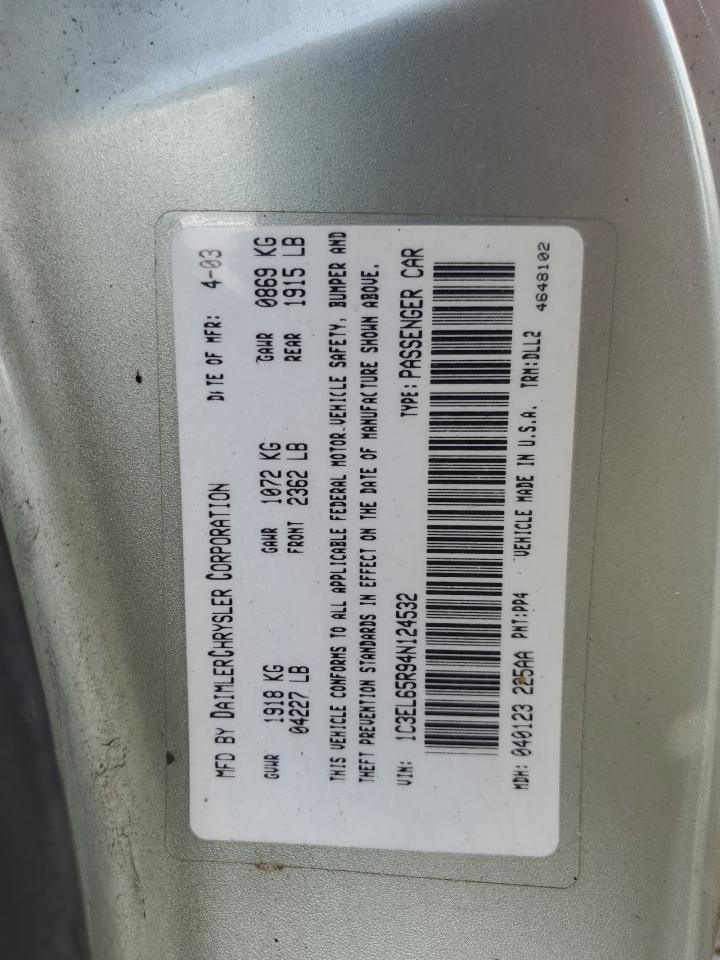 MFD BY DAIMLERCHRYSLER CORPORATION DATE OF MFR: 4-03
GVWR 1918 KG GAWR 1072 KG GAWR 0869 KG
04227 LB FRONT 2362 LB REAR 1915 LB
THIS VEHICLE CONFORMS TO ALL APPLICABLE FEDERAL MOTOR VEHICLE SAFETY, BUMPER AND
THEFT PREVENTION STANDARDS IN EFFECT ON THE DATE OF MANUFACTURE SHOWN ABOVE.
VIN: 1C3EL65R94N124532 TYPE: PASSENGER CAR
MDH: 040123 225AA PNT:PP4 VEHICLE MADE IN U.S.A. TRM:DLL2
4648102